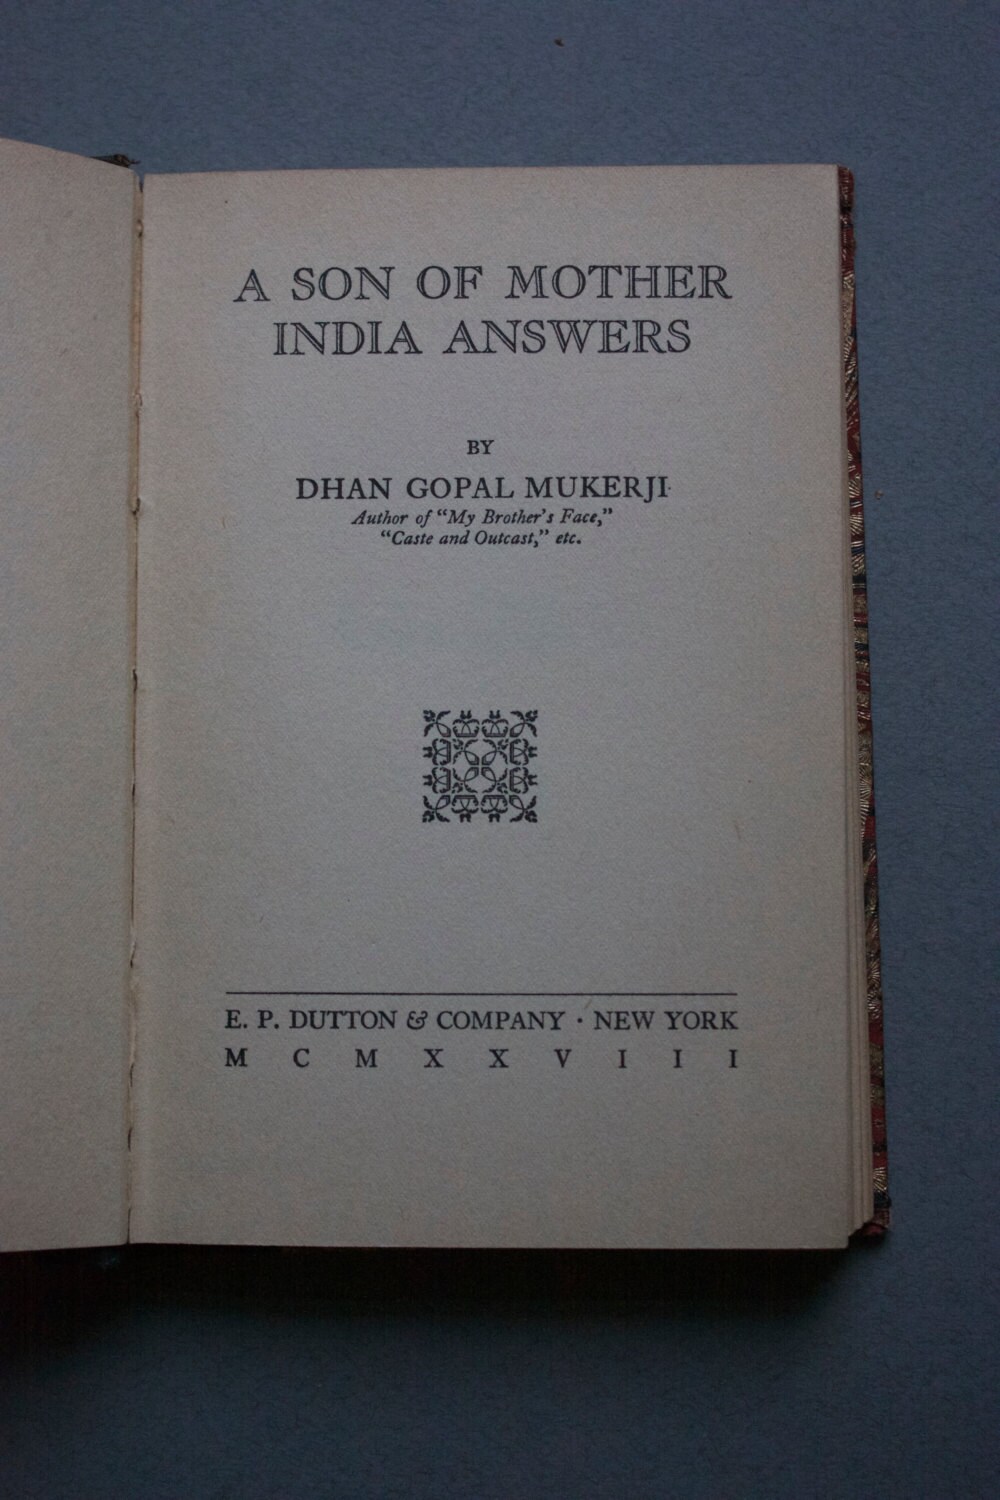 A SON OF MOTHER
INDIA ANSWERS
BY
DHAN GOPAL MUKERJI
Author of "My Brother's Face,"
"Caste and Outcast," etc.
E. P. DUTTON & COMPANY · NEW YORK
M C M X X V I I I